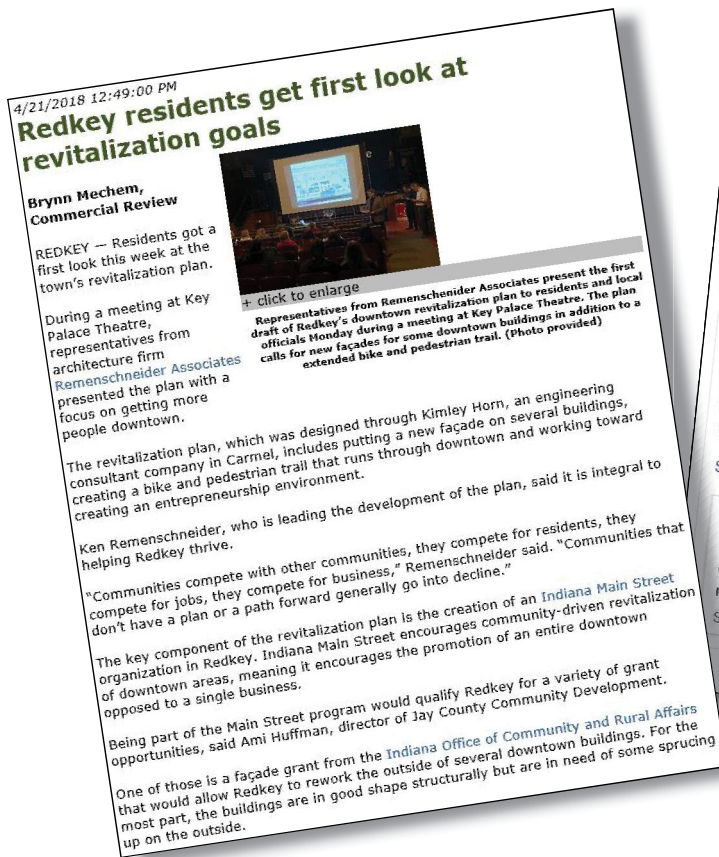 4/21/2018 12:49:00 PM
Redkey residents get first look at
revitalization goals
Brynn Mechem,
Commercial Review
REDKEY — Residents got a
first look this week at the
town's revitalization plan.
During a meeting at Key
Palace Theatre,
representatives from
architecture firm
Remenschneider Associates
presented the plan with a
focus on getting more
people downtown.
+ click to enlarge
Representatives from Remenschenider Associates present the first
draft of Redkey's downtown revitalization plan to residents and local
officials Monday during a meeting at Key Palace Theatre. The plan
calls for new façades for some downtown buildings in addition to a
extended bike and pedestrian trail. (Photo provided)
The revitalization plan, which was designed through Kimley Horn, an engineering
consultant company in Carmel, includes putting a new façade on several buildings,
creating a bike and pedestrian trail that runs through downtown and working toward
creating an entrepreneurship environment.
Ken Remenschneider, who is leading the development of the plan, said it is integral to
helping Redkey thrive.
"Communities compete with other communities, they compete for residents, they
compete for jobs, they compete for business," Remenschneider said. "Communities that
don't have a plan or a path forward generally go into decline."
The key component of the revitalization plan is the creation of an Indiana Main Street
organization in Redkey. Indiana Main Street encourages community-driven revitalization
of downtown areas, meaning it encourages the promotion of an entire downtown
opposed to a single business.
Being part of the Main Street program would qualify Redkey for a variety of grant
opportunities, said Ami Huffman, director of Jay County Community Development.
One of those is a façade grant from the Indiana Office of Community and Rural Affairs
that would allow Redkey to rework the outside of several downtown buildings. For the
most part, the buildings are in good shape structurally but are in need of some sprucing
up on the outside.